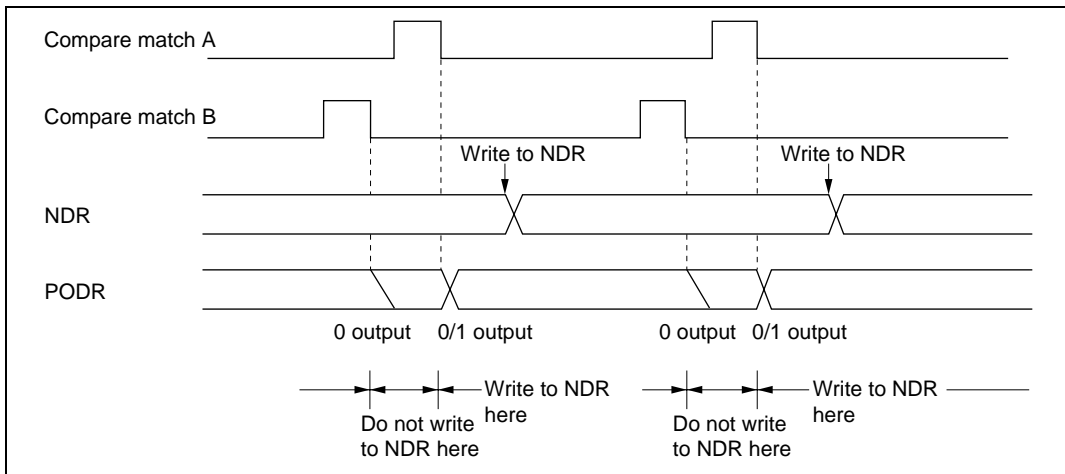 Compare match A
Compare match B
Write to NDR Write to NDR
NDR
PODR
0 output 0/1 output 0 output 0/1 output
Write to NDR here Write to NDR here
Do not write to NDR here Do not write to NDR here